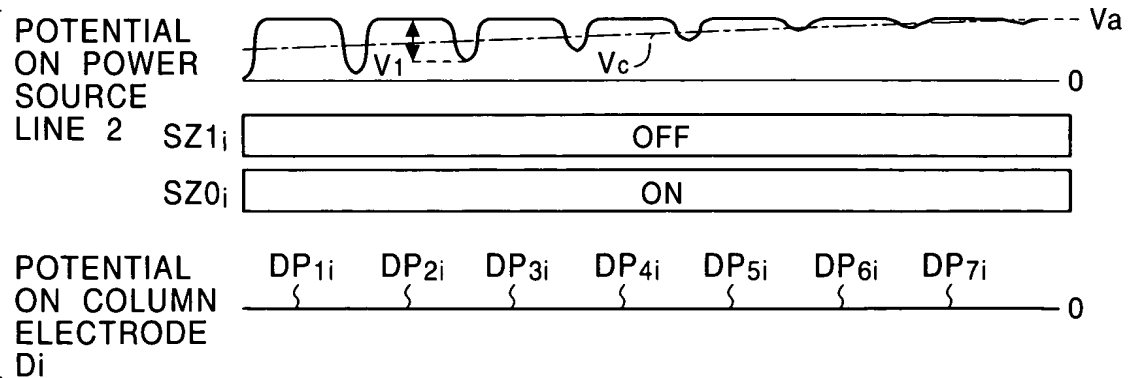 POTENTIAL
ON POWER
SOURCE
LINE 2
V1
Vc
Va
0
SZ1i
OFF
SZ0i
ON
POTENTIAL
ON COLUMN
ELECTRODE
Di
DP1i DP2i DP3i DP4i DP5i DP6i DP7i
0